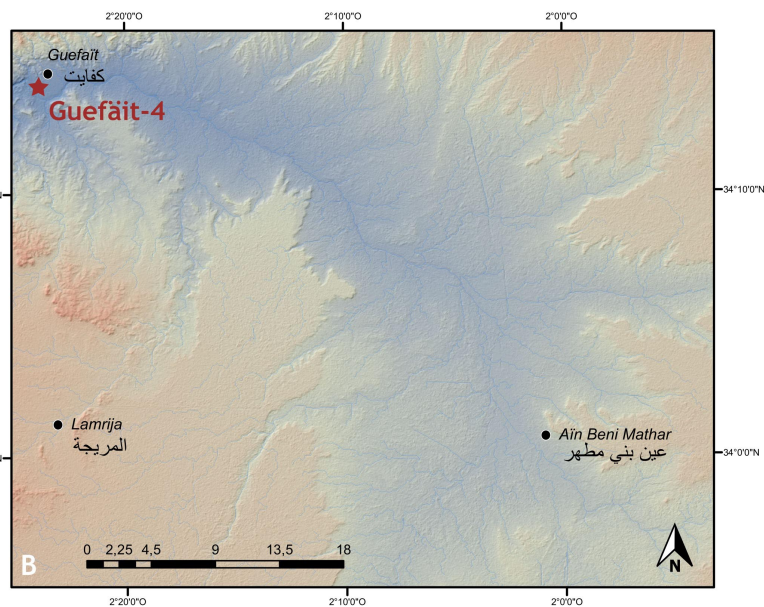 2°20'0"O 2°10'0"O 2°0'0"O
Guefaït
كفايت
Guefäit-4
34°10'0"N
Lamrija
المريجة
Aïn Beni Mathar
عين بني مطهر
34°0'0"N
0 2,25 4,5 9 13,5 18
B
N
2°20'0"O 2°10'0"O 2°0'0"O